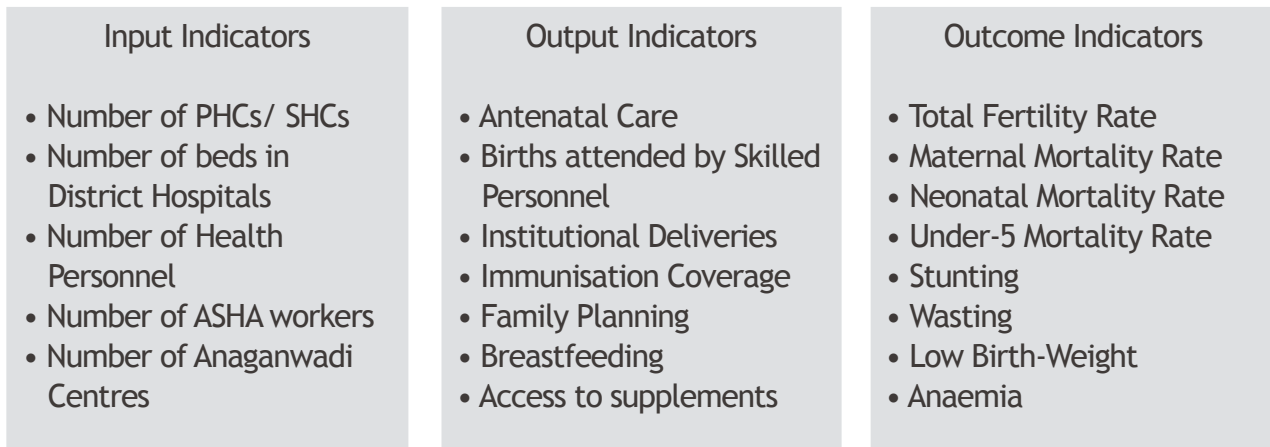 Input Indicators
• Number of PHCs/ SHCs
• Number of beds in
District Hospitals
• Number of Health
Personnel
• Number of ASHA workers
• Number of Anaganwadi
Centres
Output Indicators
• Antenatal Care
• Births attended by Skilled
Personnel
• Institutional Deliveries
• Immunisation Coverage
• Family Planning
• Breastfeeding
• Access to supplements
Outcome Indicators
• Total Fertility Rate
• Maternal Mortality Rate
• Neonatal Mortality Rate
• Under-5 Mortality Rate
• Stunting
• Wasting
• Low Birth-Weight
• Anaemia